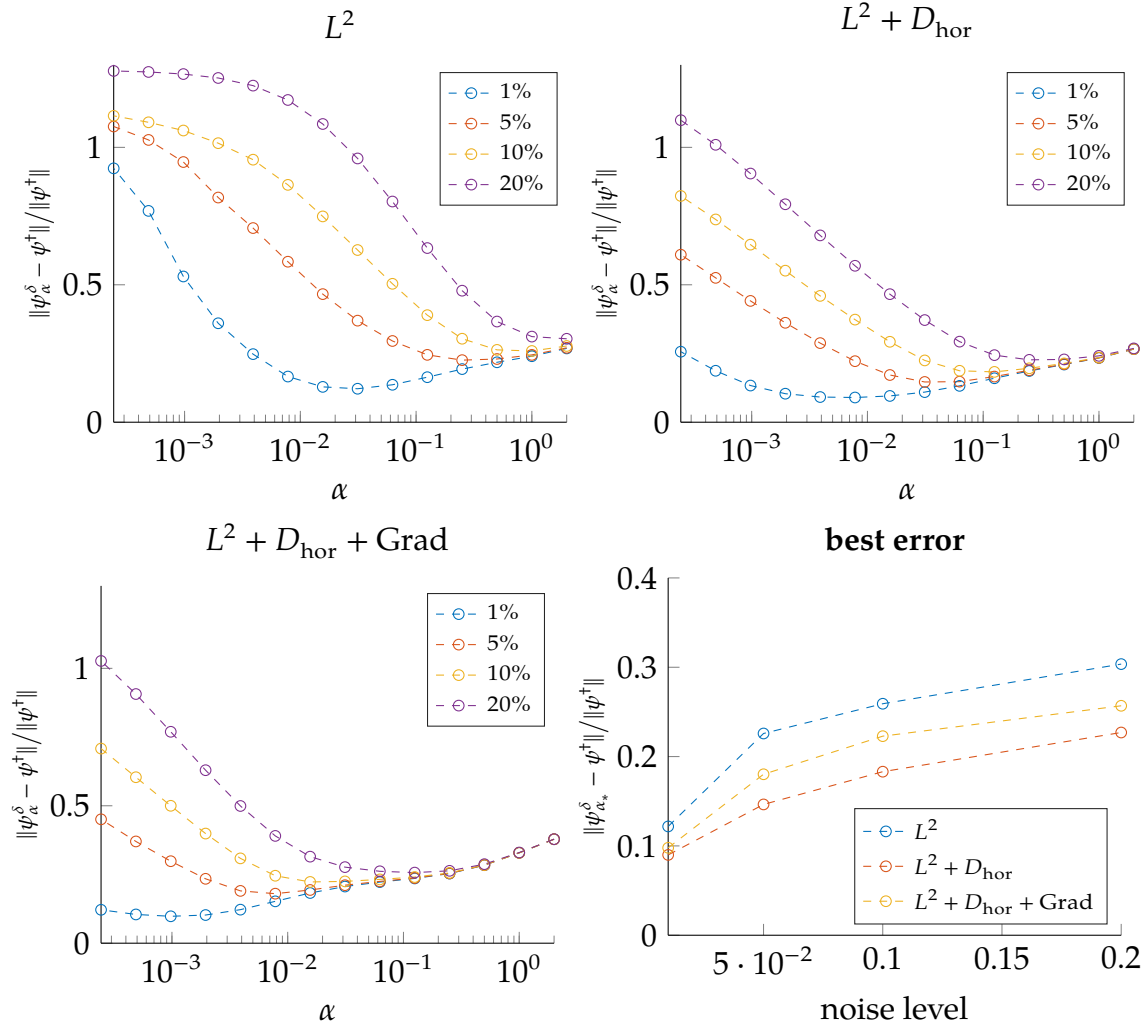 L²
1%
5%
10%
20%
1
0.5
0
‖ψ_α^δ − ψ^†‖/‖ψ^†‖
10⁻³ 10⁻² 10⁻¹ 10⁰
α
L² + D_hor
1%
5%
10%
20%
1
0.5
0
‖ψ_α^δ − ψ^†‖/‖ψ^†‖
10⁻³ 10⁻² 10⁻¹ 10⁰
α
L² + D_hor + Grad
1%
5%
10%
20%
1
0.5
0
‖ψ_α^δ − ψ^†‖/‖ψ^†‖
10⁻³ 10⁻² 10⁻¹ 10⁰
α
best error
0.4
0.3
0.2
0.1
0
‖ψ_{α_*}^δ − ψ^†‖/‖ψ^†‖
L²
L² + D_hor
L² + D_hor + Grad
5 · 10⁻² 0.1 0.15 0.2
noise level